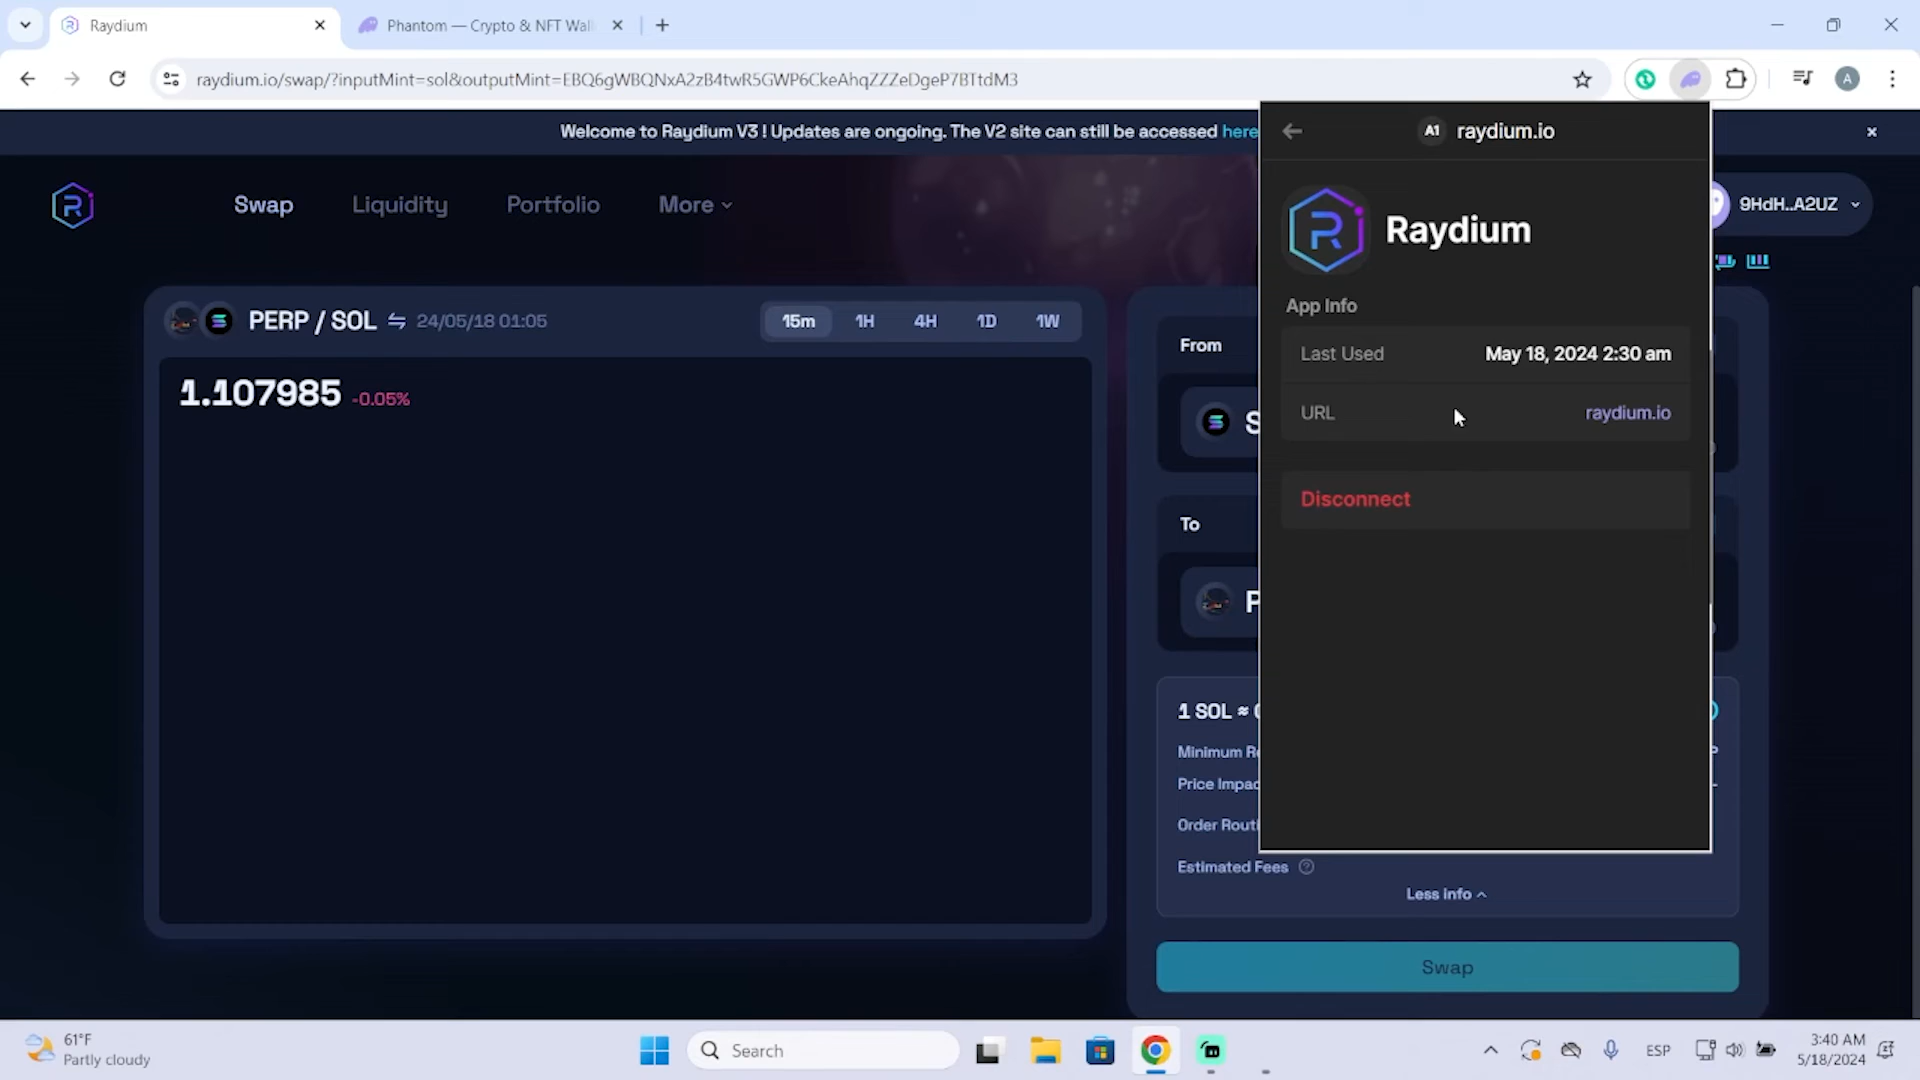 Raydium
Phantom — Crypto & NFT Wal
raydium.io/swap/?inputMint=sol&outputMint=EBQ6gWBQNxA2zB4twR5GWP6CkeAhqZZZeDgeP7BTtdM3
A
Welcome to Raydium V3 ! Updates are ongoing. The V2 site can still be accessed here
Swap
Liquidity
Portfolio
More
9HdH..A2UZ
PERP / SOL
24/05/18 01:05
15m
1H
4H
1D
1W
1.107985 -0.05%
From
S
To
P
1 SOL ≈
Minimum Re
Price Impac
Order Routi
Estimated Fees
Less info
Swap
A1 raydium.io
Raydium
App Info
Last Used
May 18, 2024 2:30 am
URL
raydium.io
Disconnect
61°F
Partly cloudy
Search
ESP
3:40 AM
5/18/2024